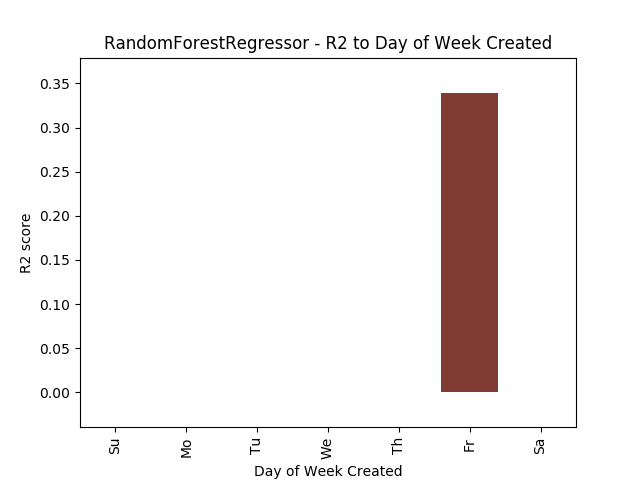 RandomForestRegressor - R2 to Day of Week Created
0.35
0.30
0.25
0.20
0.15
0.10
0.05
0.00
R2 score
Su
Mo
Tu
We
Th
Fr
Sa
Day of Week Created